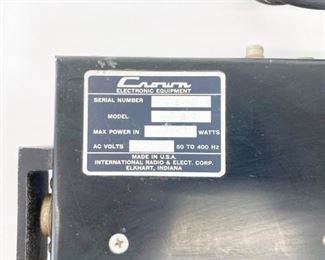 Crown
ELECTRONIC EQUIPMENT
SERIAL NUMBER
MODEL
MAX POWER IN WATTS
AC VOLTS 50 TO 400 Hz
MADE IN U.S.A.
INTERNATIONAL RADIO & ELECT. CORP.
ELKHART, INDIANA